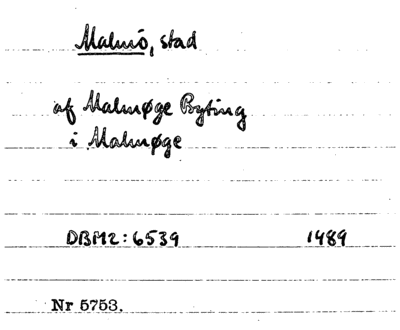 Malmö, stad
af Malmøge Byting
i Malmøge
DBM2:6539 1489
Nr 5753.